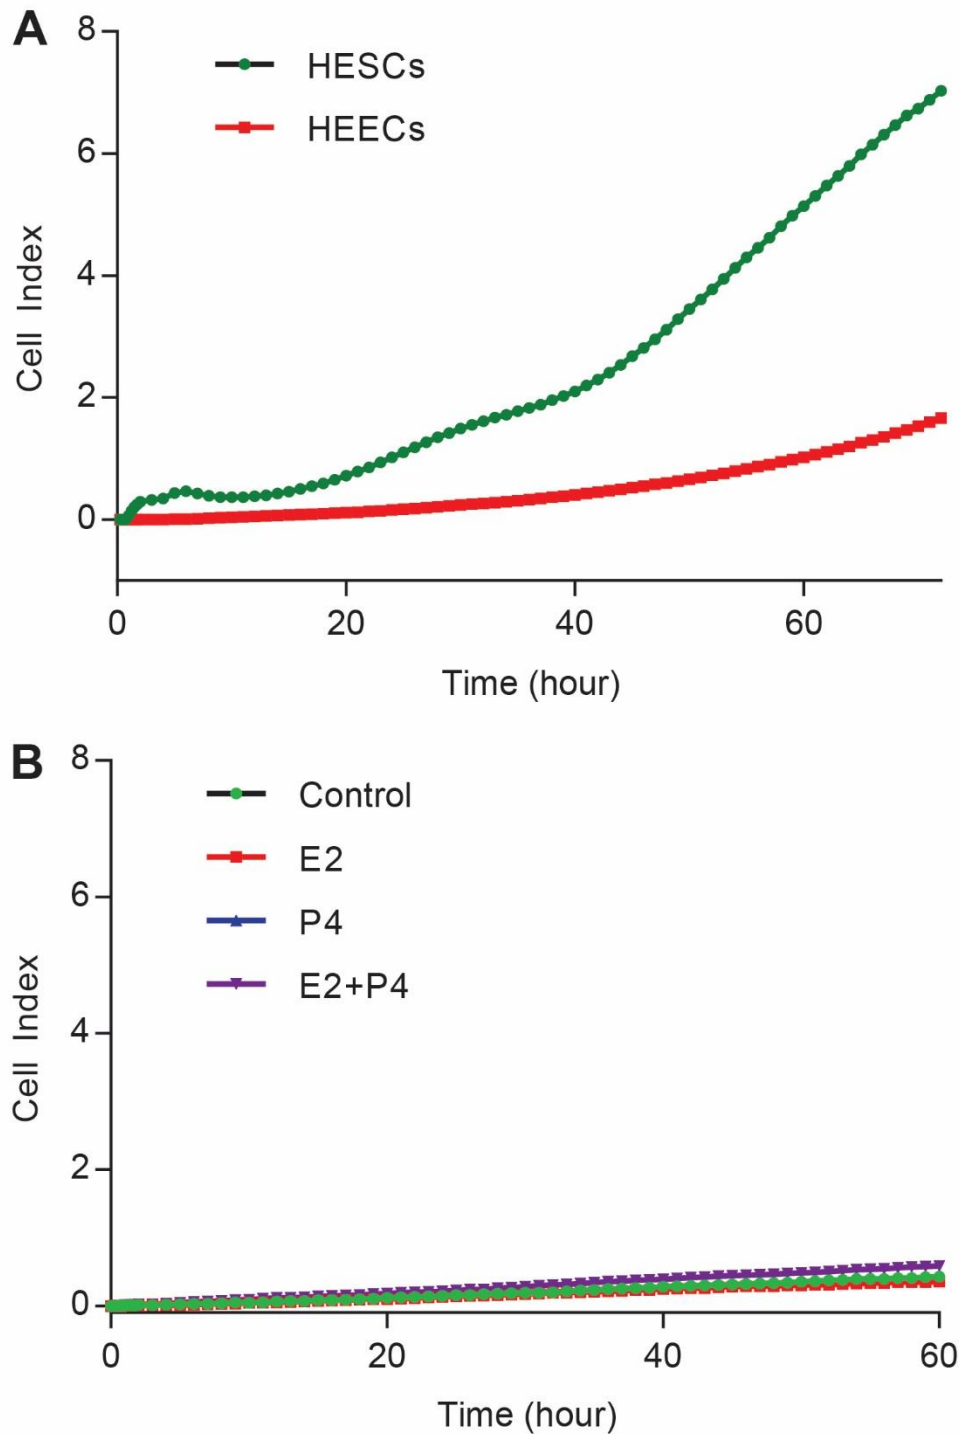 A
8
HESCs
HEECs
6
4
2
0
Cell Index
0 20 40 60
Time (hour)
B
8
Control
E2
P4
E2+P4
6
4
2
0
Cell Index
0 20 40 60
Time (hour)